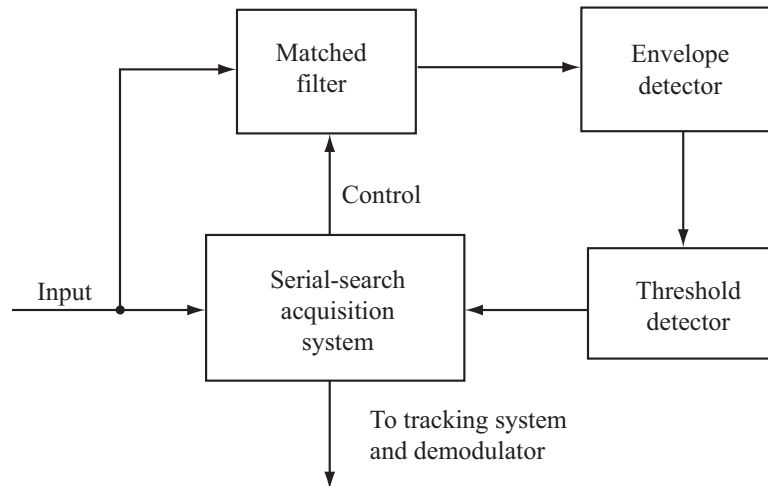 Matched
filter
Envelope
detector
Control
Input
Serial-search
acquisition
system
Threshold
detector
To tracking system
and demodulator